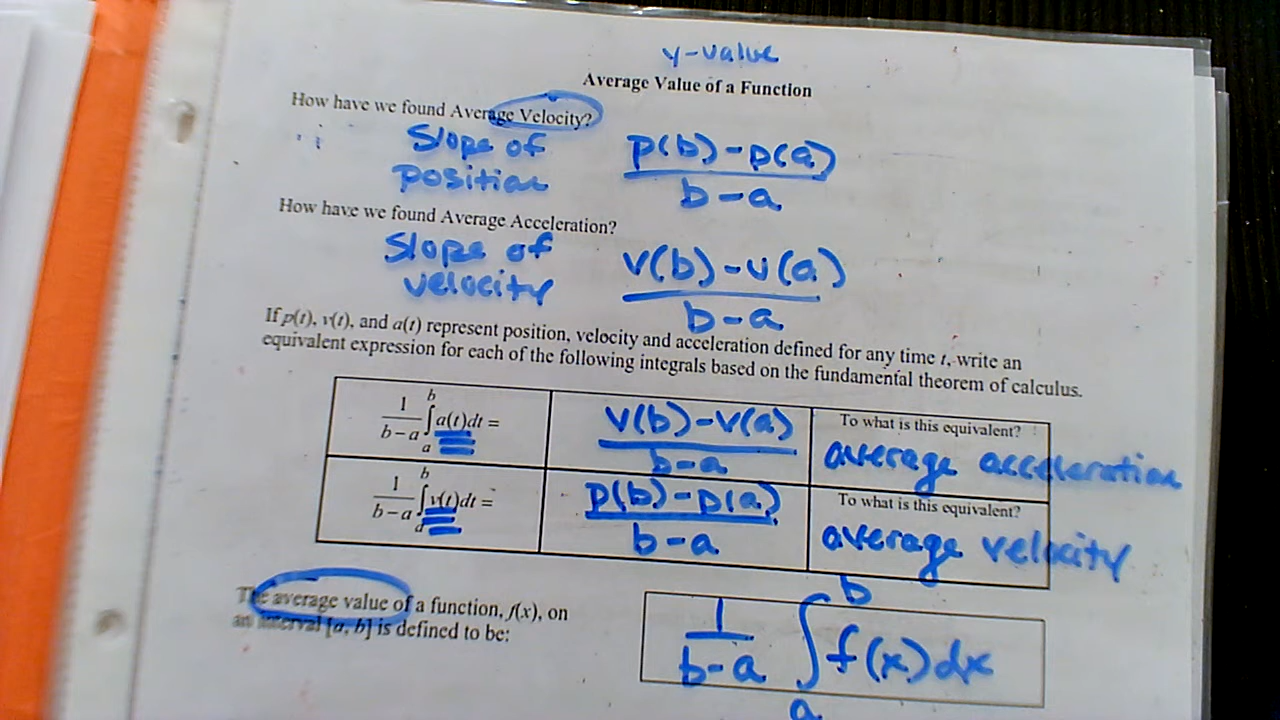 y-value
Average Value of a Function
How have we found Average Velocity?
Slope of
position
p(b)-p(a)
b-a
How have we found Average Acceleration?
Slope of
velocity
v(b)-v(a)
b-a
If p(t), v(t), and a(t) represent position, velocity and acceleration defined for any time t, write an
equivalent expression for each of the following integrals based on the fundamental theorem of calculus.
1/(b-a) ∫_a^b a(t)dt =
v(b)-v(a)
b-a
To what is this equivalent?
average acceleration
1/(b-a) ∫_a^b v(t)dt =
p(b)-p(a)
b-a
To what is this equivalent?
average velocity
The average value of a function, f(x), on
an interval [a, b] is defined to be:
1/(b-a) ∫_a^b f(x)dx